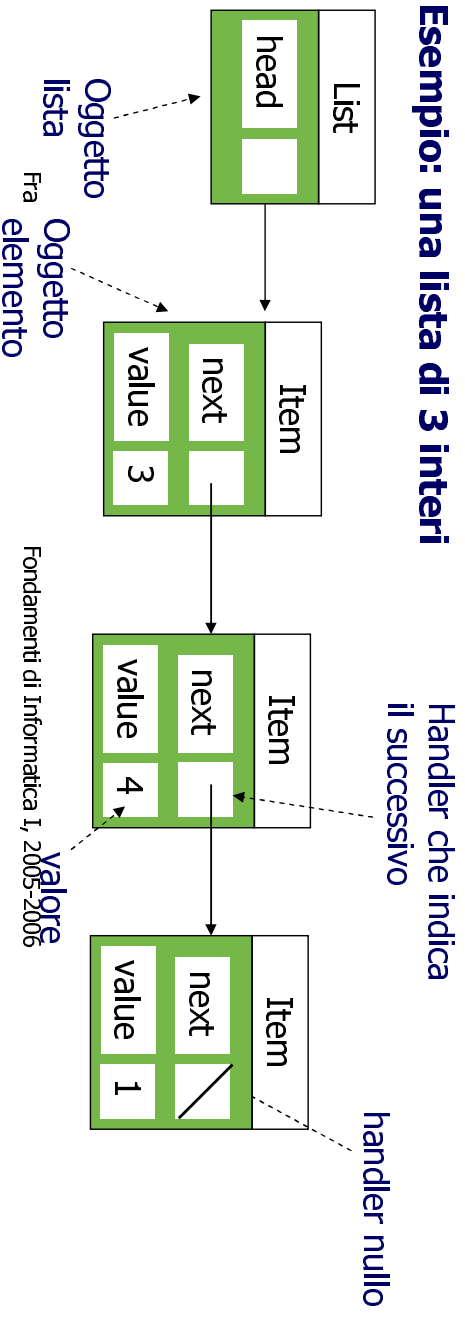 Esempio: una lista di 3 interi
Handler che indica
il successivo
handler nullo
List
head
Item
next
value
3
Item
next
value
4
Item
next
value
1
Oggetto
lista
Oggetto
elemento
valore
Fra
Fondamenti di Informatica I, 2005-2006